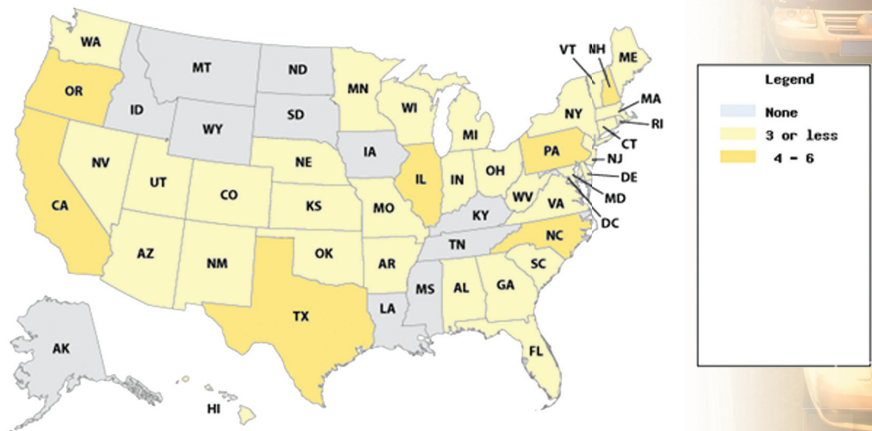 WA
MT
ND
MN
VT NH
ME
OR
ID
SD
WI
MI
NY
MA
RI
WY
IA
PA
CT
NJ
NV
UT
CO
NE
IL
IN
OH
DE
MD
DC
CA
KS
MO
KY
WV
VA
AZ
NM
OK
AR
TN
NC
SC
TX
LA
MS
AL
GA
FL
AK
HI
Legend
None
3 or less
4 - 6